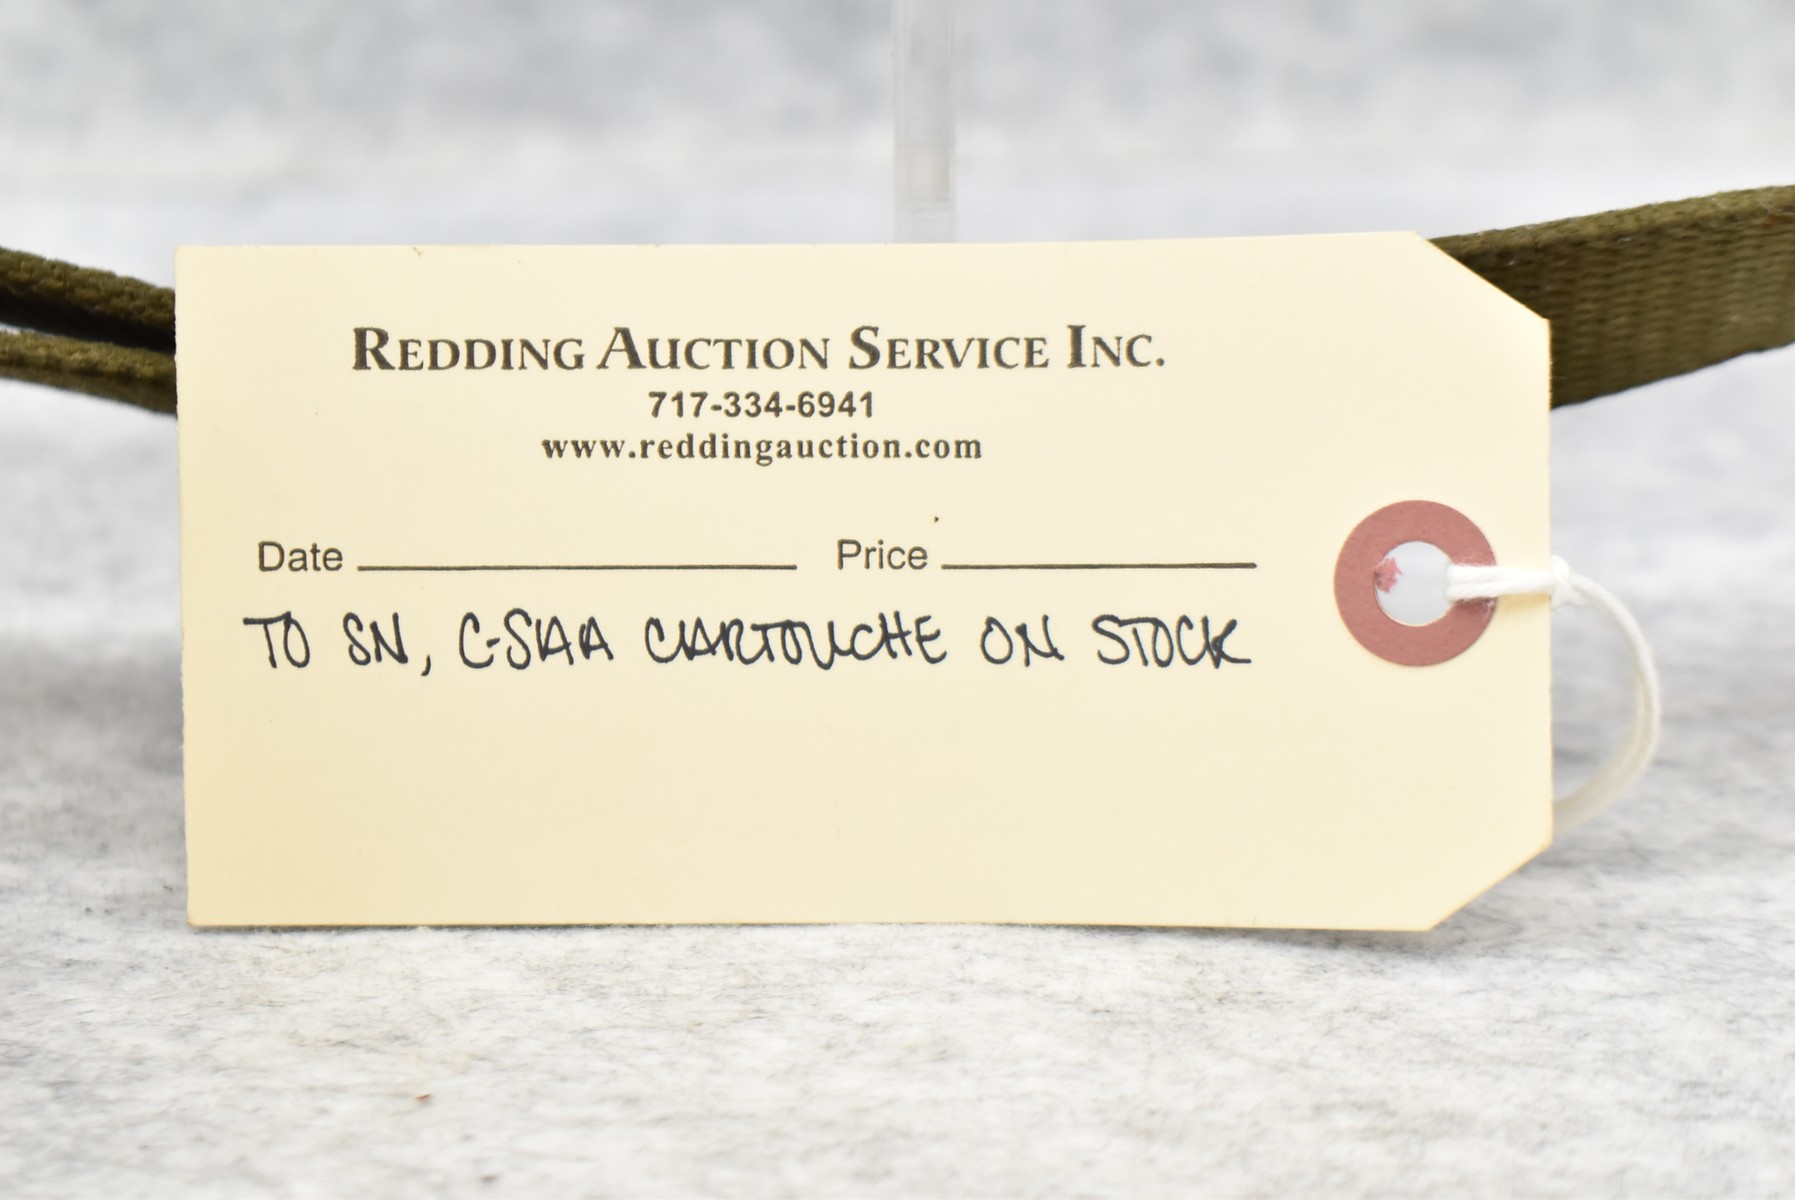 REDDING AUCTION SERVICE INC.
717-334-6941
www.reddingauction.com
Date Price
TO SN, C-SAA CARTOUCHE ON STOCK